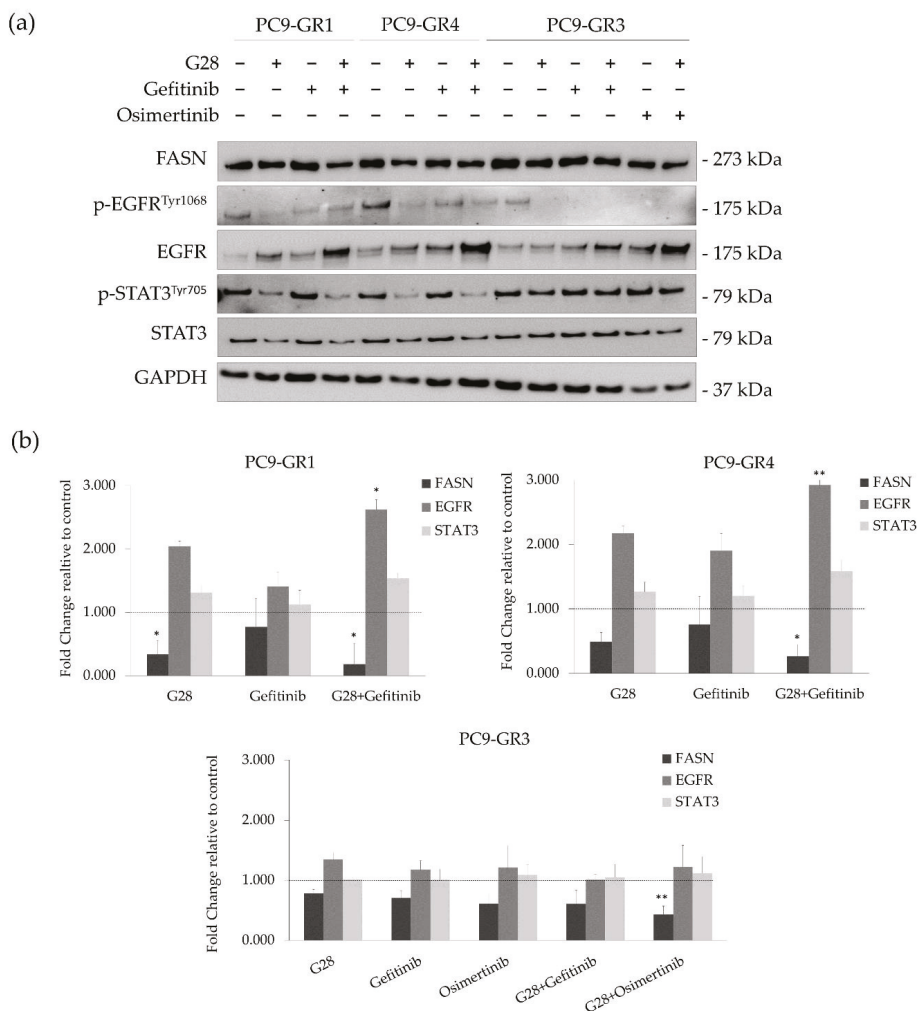 (a)
PC9-GR1 PC9-GR4 PC9-GR3
G28 – + – + – + – + – + – + – +
Gefitinib – – + + – – + + – – + + – –
Osimertinib – – – – – – – – – – – – + +
FASN - 273 kDa
p-EGFRTyr1068 - 175 kDa
EGFR - 175 kDa
p-STAT3Tyr705 - 79 kDa
STAT3 - 79 kDa
GAPDH - 37 kDa
(b)
PC9-GR1
Fold Change realtive to control
3.000
2.000
1.000
0.000
* * *
FASN
EGFR
STAT3
G28 Gefitinib G28+Gefitinib
PC9-GR4
Fold Change relative to control
3.000
2.000
1.000
0.000
** *
FASN
EGFR
STAT3
G28 Gefitinib G28+Gefitinib
PC9-GR3
Fold Change relative to control
3.000
2.000
1.000
0.000
**
FASN
EGFR
STAT3
G28 Gefitinib Osimertinib G28+Gefitinib G28+Osimertinib